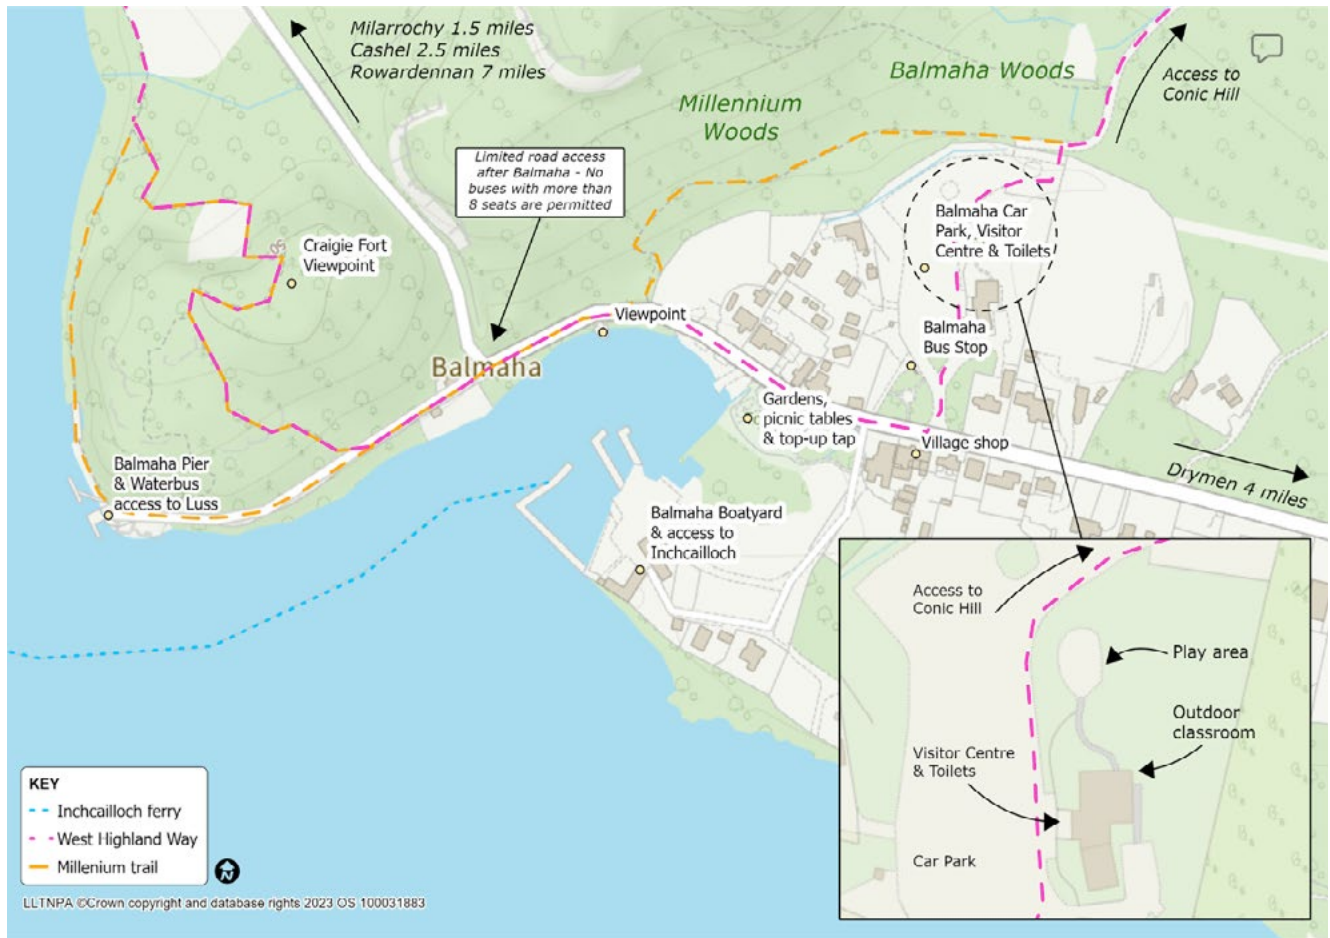 Milarrochy 1.5 miles
Cashel 2.5 miles
Rowardennan 7 miles
Balmaha Woods
Access to
Conic Hill
Millennium
Woods
Limited road access
after Balmaha - No
buses with more than
8 seats are permitted
Balmaha Car
Park, Visitor
Centre & Toilets
Craigie Fort
Viewpoint
Viewpoint
Balmaha
Bus Stop
Balmaha
Gardens,
picnic tables
& top-up tap
Village shop
Drymen 4 miles
Balmaha Pier
& Waterbus
access to Luss
Balmaha Boatyard
& access to
Inchcailloch
Access to
Conic Hill
Play area
Outdoor
classroom
Visitor Centre
& Toilets
Car Park
KEY
Inchcailloch ferry
West Highland Way
Millenium trail
N
LLTNPA ©Crown copyright and database rights 2023 OS 100031883